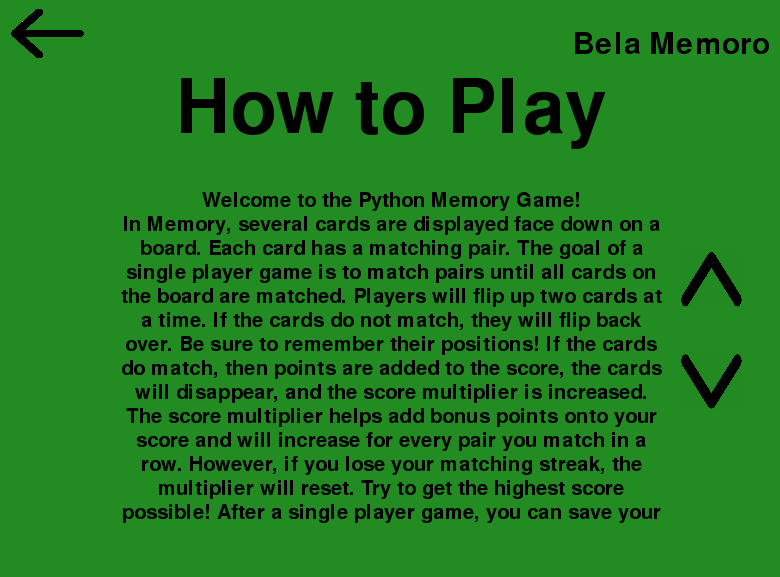 Bela Memoro
How to Play
Welcome to the Python Memory Game!
In Memory, several cards are displayed face down on a
board. Each card has a matching pair. The goal of a
single player game is to match pairs until all cards on
the board are matched. Players will flip up two cards at
a time. If the cards do not match, they will flip back
over. Be sure to remember their positions! If the cards
do match, then points are added to the score, the cards
will disappear, and the score multiplier is increased.
The score multiplier helps add bonus points onto your
score and will increase for every pair you match in a
row. However, if you lose your matching streak, the
multiplier will reset. Try to get the highest score
possible! After a single player game, you can save your